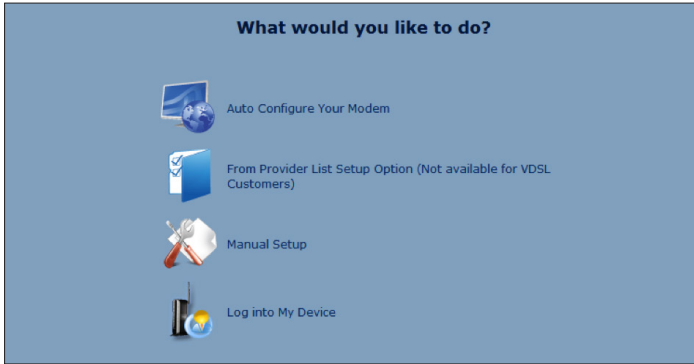 What would you like to do?
Auto Configure Your Modem
From Provider List Setup Option (Not available for VDSL
Customers)
Manual Setup
Log into My Device